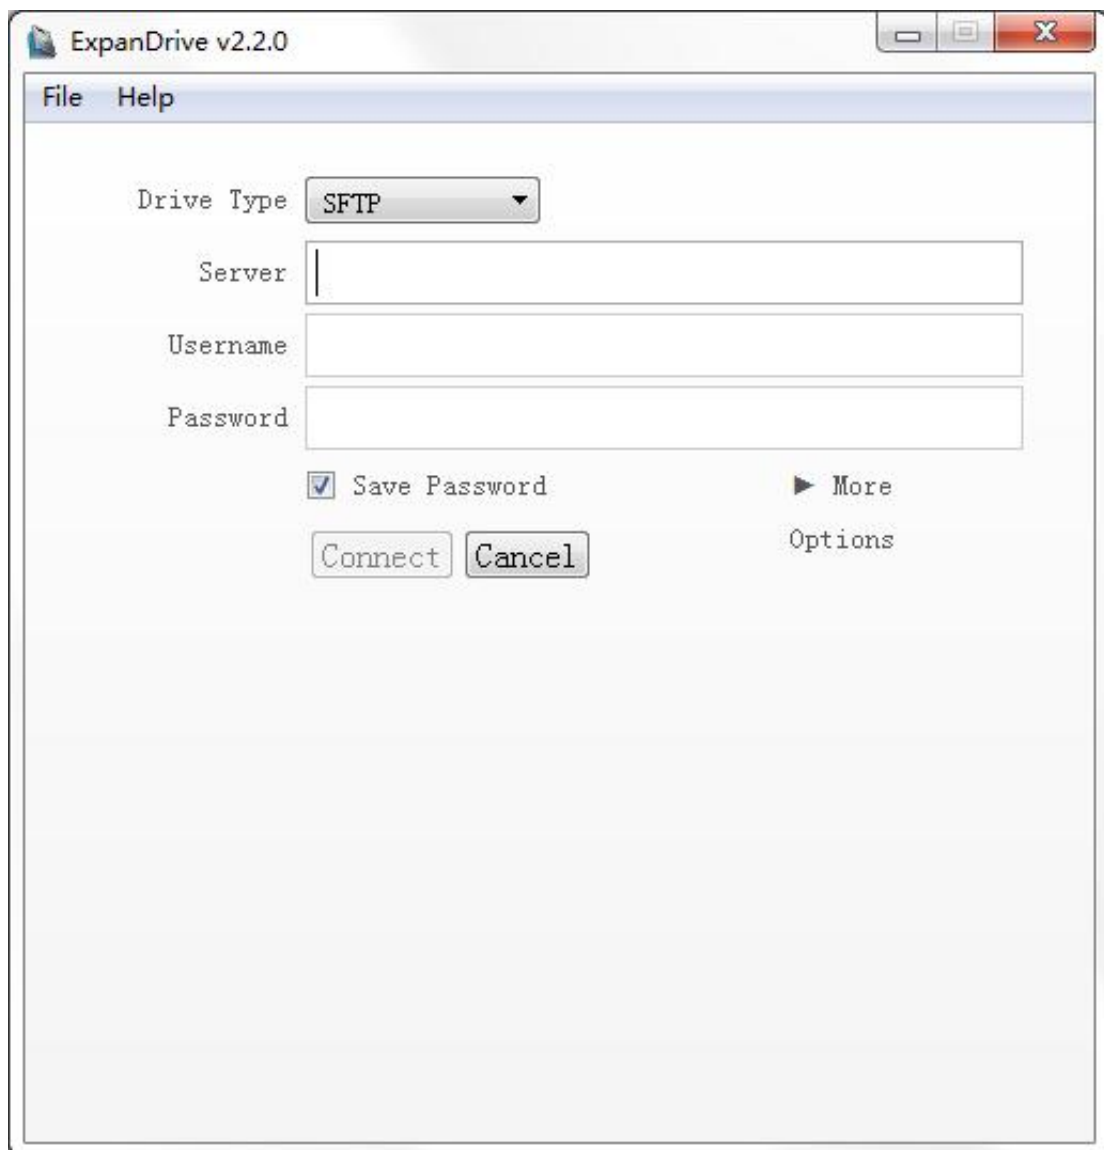 ExpanDrive v2.2.0
File Help
Drive Type SFTP
Server
Username
Password
Save Password ► More
Options
Connect Cancel